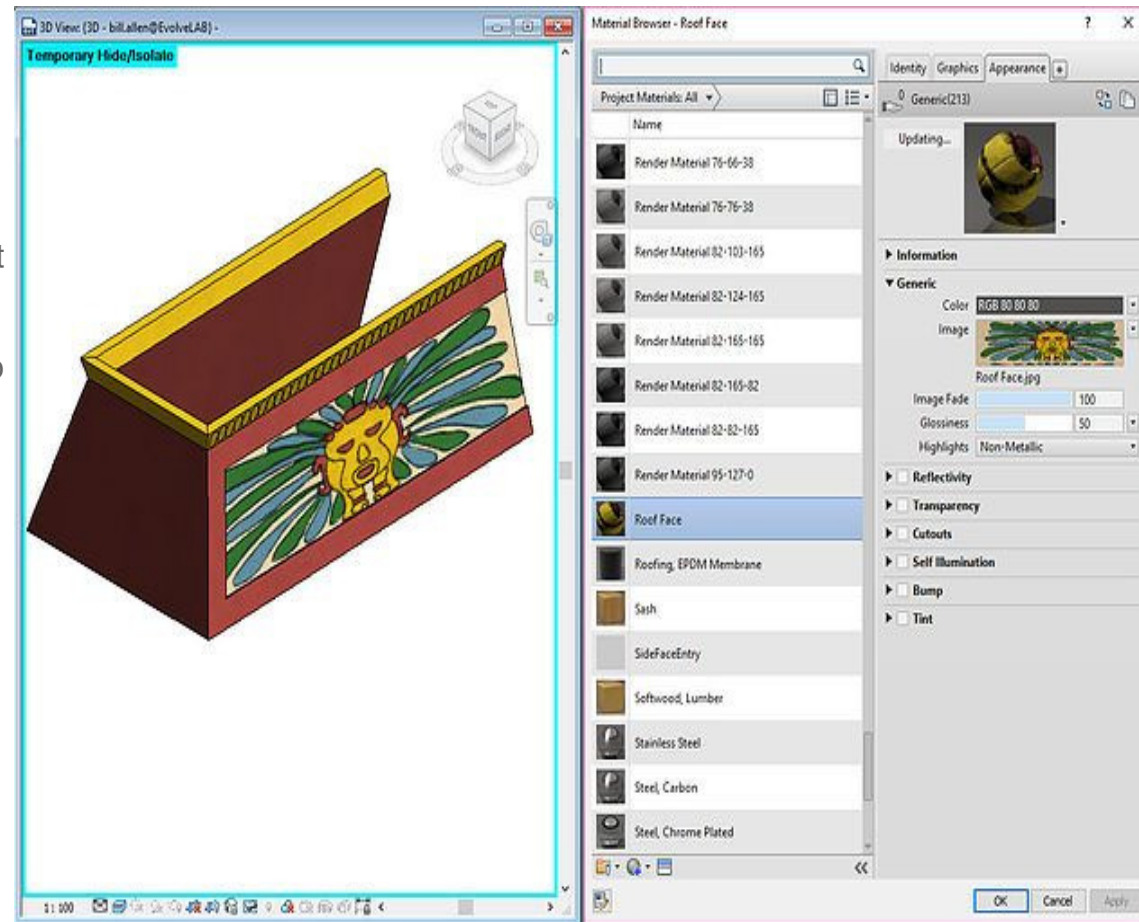 3D View: {3D - bill.allen@EvolveLAB} -
Temporary Hide/Isolate
TOP
FRONT
t
o
1 : 100
Material Browser - Roof Face
?
X
Project Materials: All
Name
Render Material 76-66-38
Render Material 76-76-38
Render Material 82-103-165
Render Material 82-124-165
Render Material 82-165-165
Render Material 82-165-82
Render Material 82-82-165
Render Material 95-127-0
Roof Face
Roofing, EPDM Membrane
Sash
SideFaceEntry
Softwood, Lumber
Stainless Steel
Steel, Carbon
Steel, Chrome Plated
Identity Graphics Appearance +
0 Generic(213)
Updating...
Information
Generic
Color RGB 80 80 80
Image
Roof Face.jpg
Image Fade 100
Glossiness 50
Highlights Non-Metallic
Reflectivity
Transparency
Cutouts
Self Illumination
Bump
Tint
OK Cancel Apply